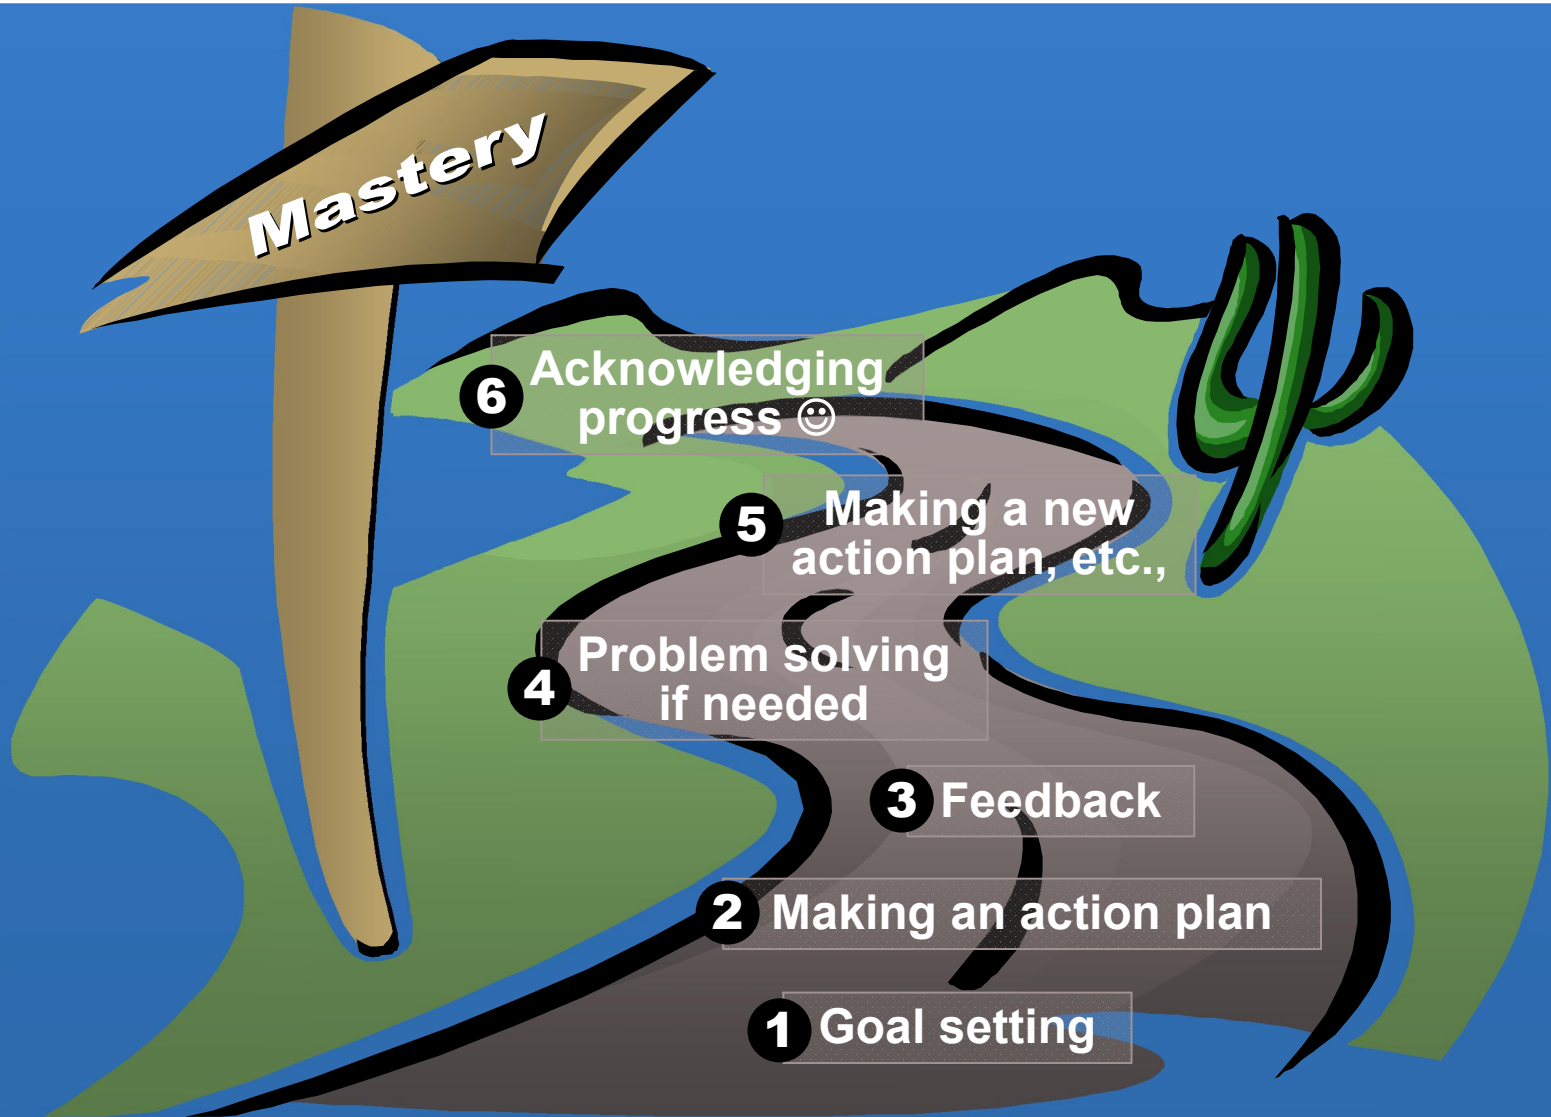 Mastery
6 Acknowledging
progress ☺
5 Making a new
action plan, etc.,
4 Problem solving
if needed
3 Feedback
2 Making an action plan
1 Goal setting